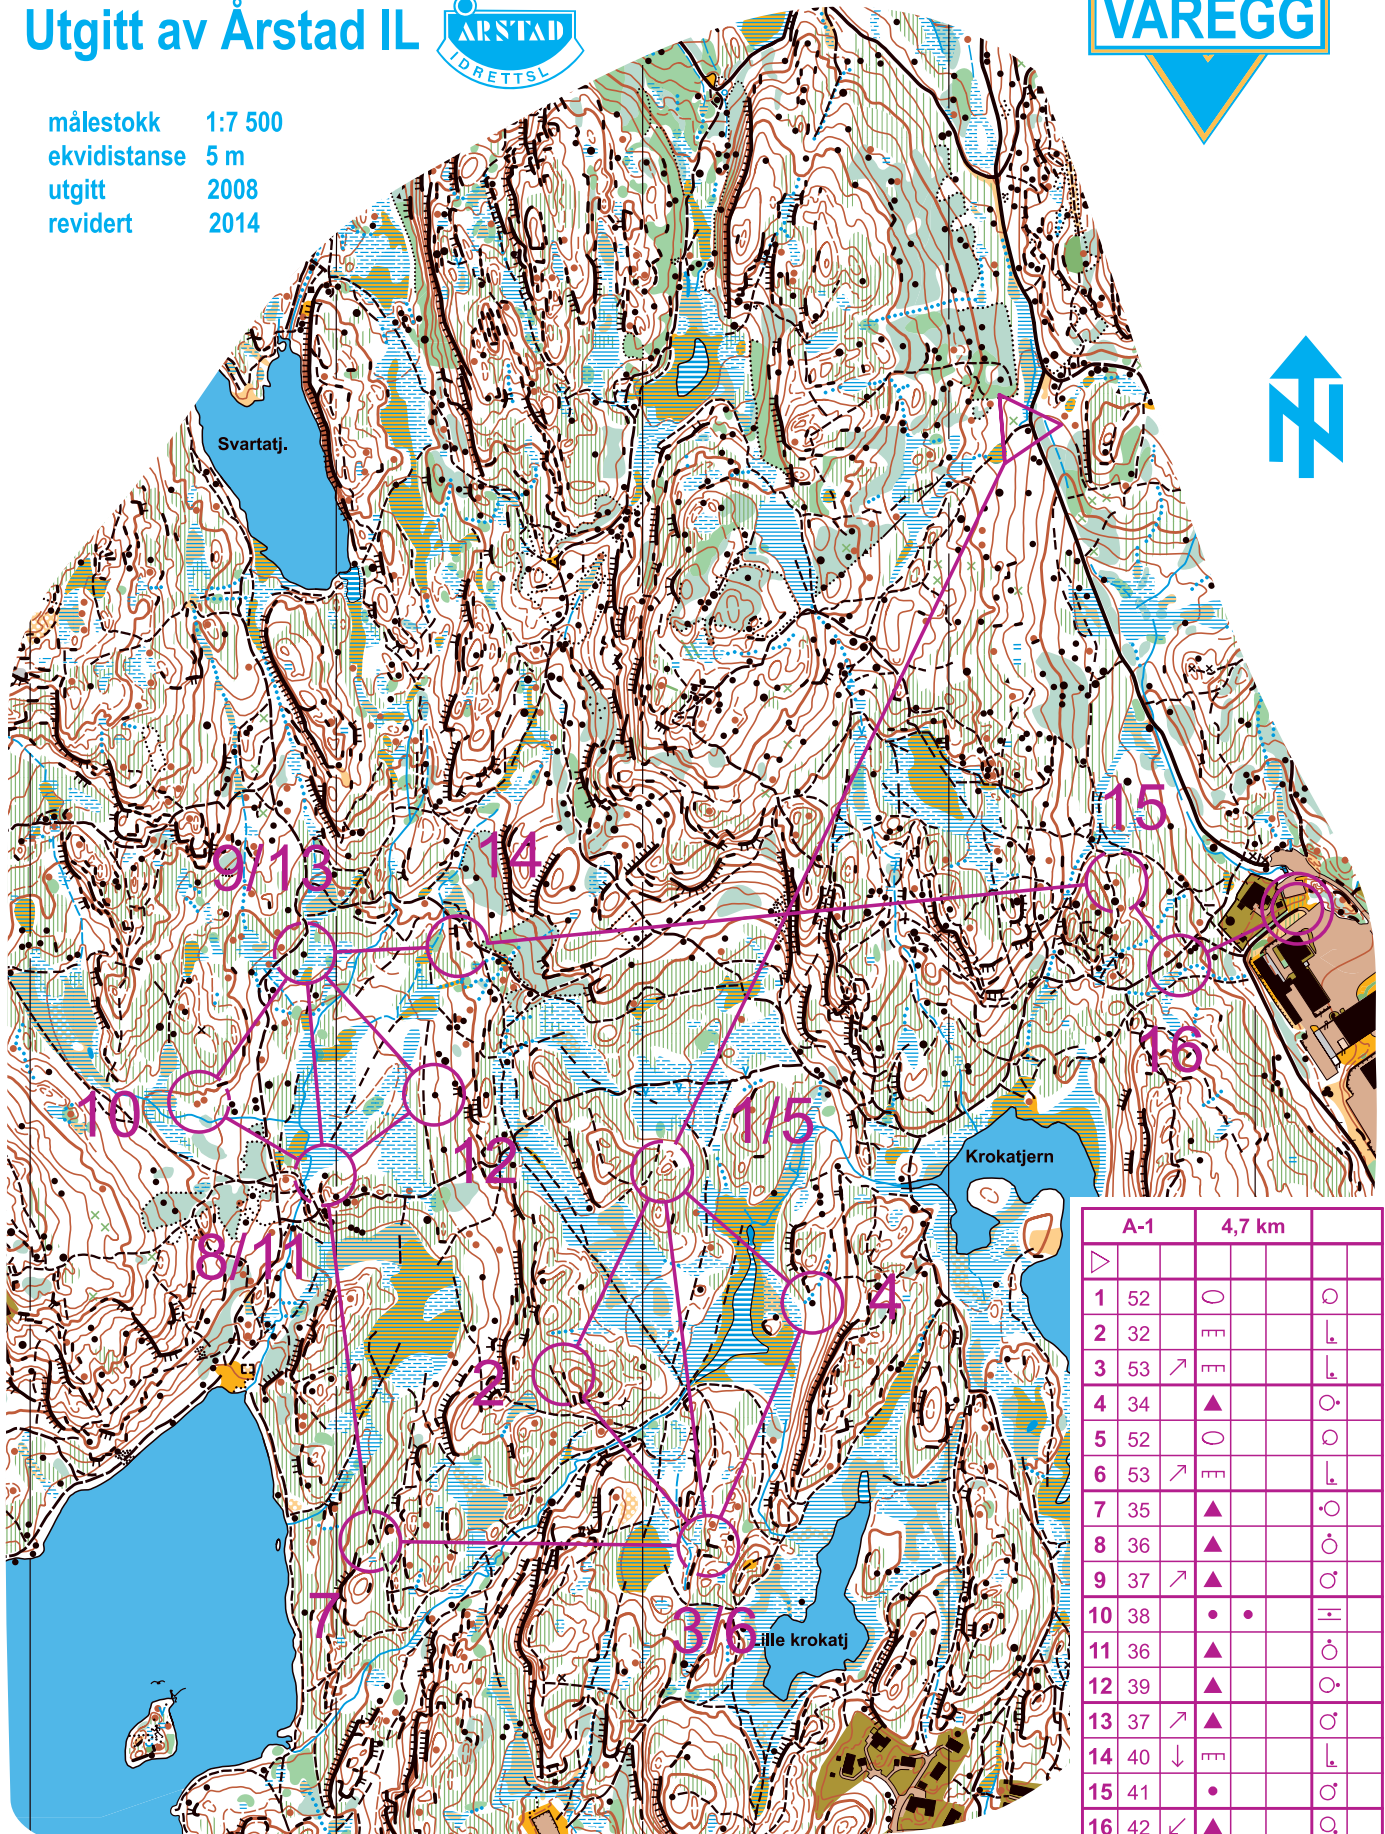 Utgitt av Årstad IL
ÅRSTAD
IDRETTSL
VAREGG
målestokk 1:7 500
ekvidistanse 5 m
utgitt 2008
revidert 2014
N
Svartatj.
15
14
9/13
16
10
1/5
12
Krokatjern
8/11
4
2
7
3/6
Lille krokatj
A-1 4,7 km
1 52
2 32
3 53
4 34
5 52
6 53
7 35
8 36
9 37
10 38
11 36
12 39
13 37
14 40
15 41
16 42